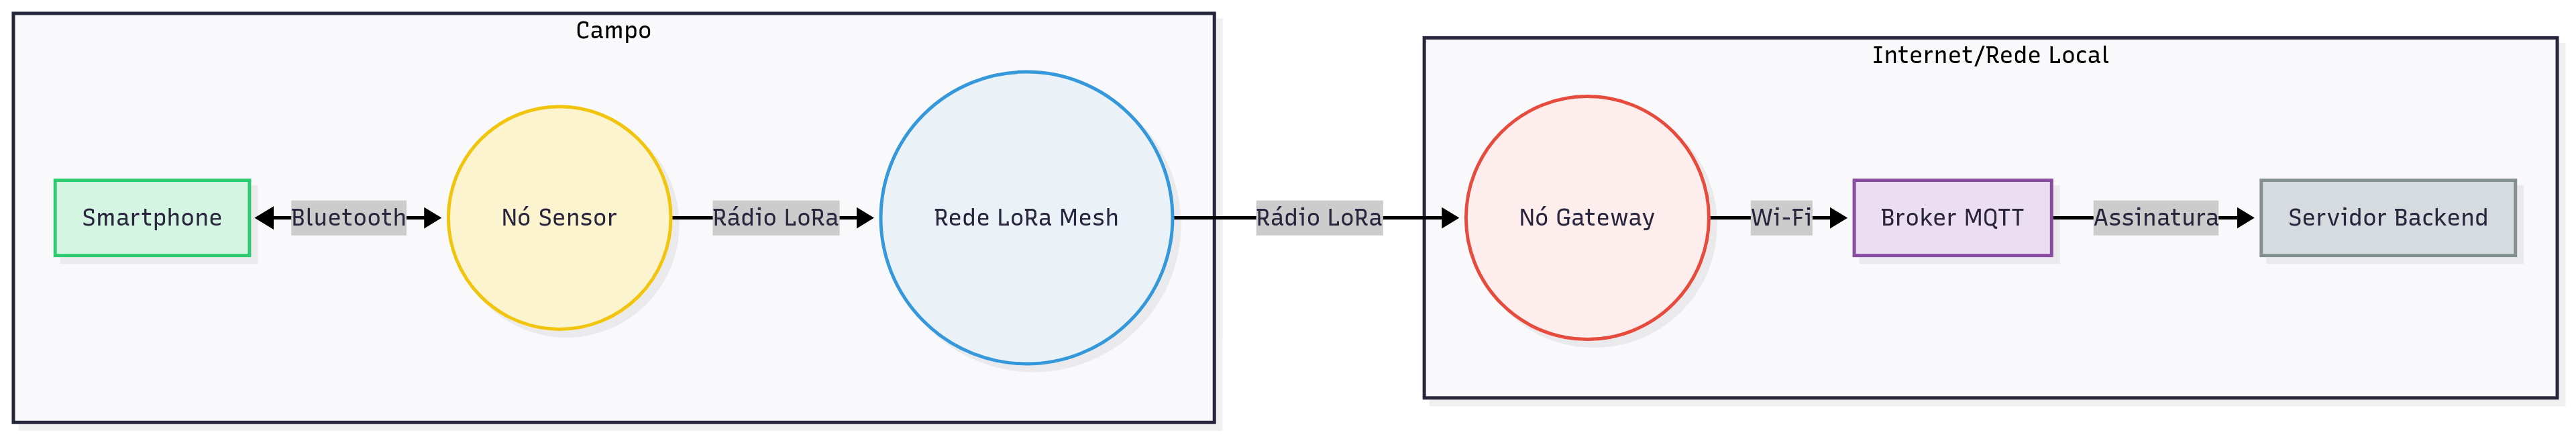 Campo
Internet/Rede Local
Smartphone
Bluetooth
Nó Sensor
Rádio LoRa
Rede LoRa Mesh
Rádio LoRa
Nó Gateway
Wi-Fi
Broker MQTT
Assinatura
Servidor Backend